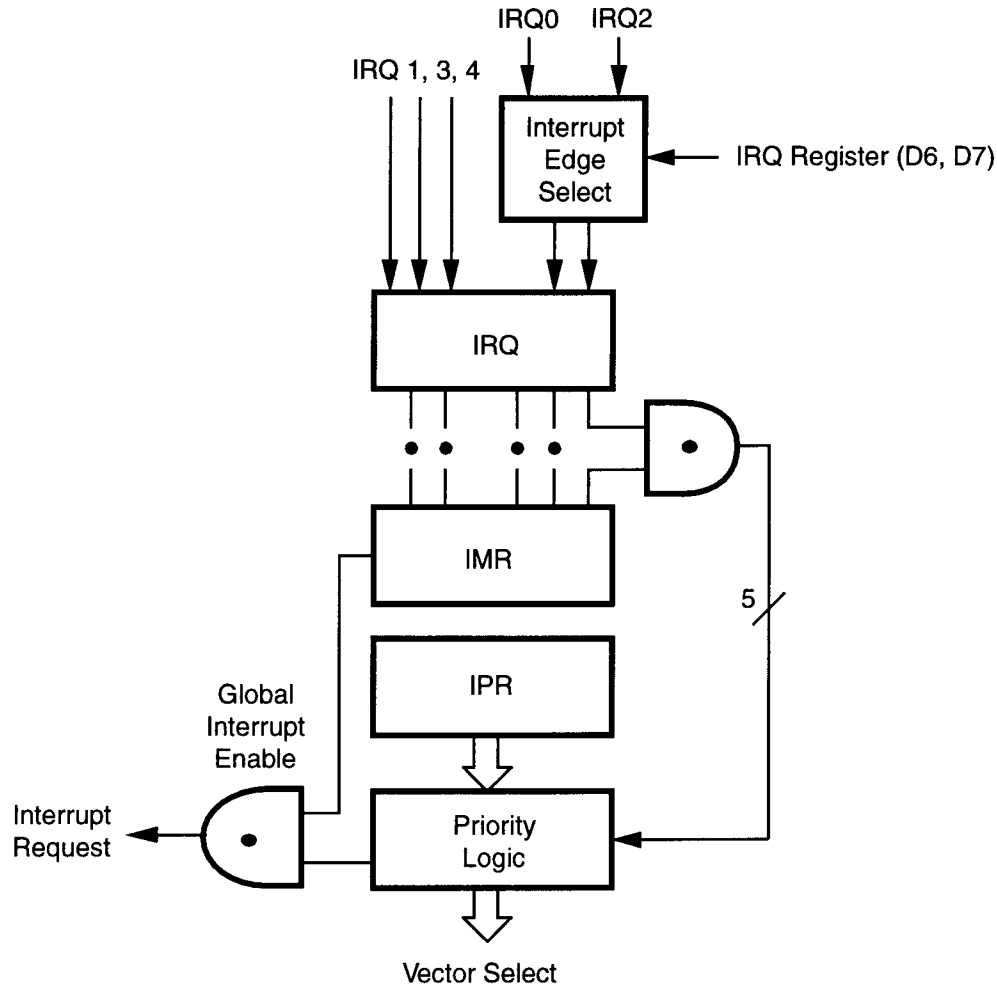 IRQ0
IRQ2
IRQ 1, 3, 4
Interrupt
Edge
Select
IRQ Register (D6, D7)
IRQ
IMR
5
IPR
Global
Interrupt
Enable
Interrupt
Request
Priority
Logic
Vector Select